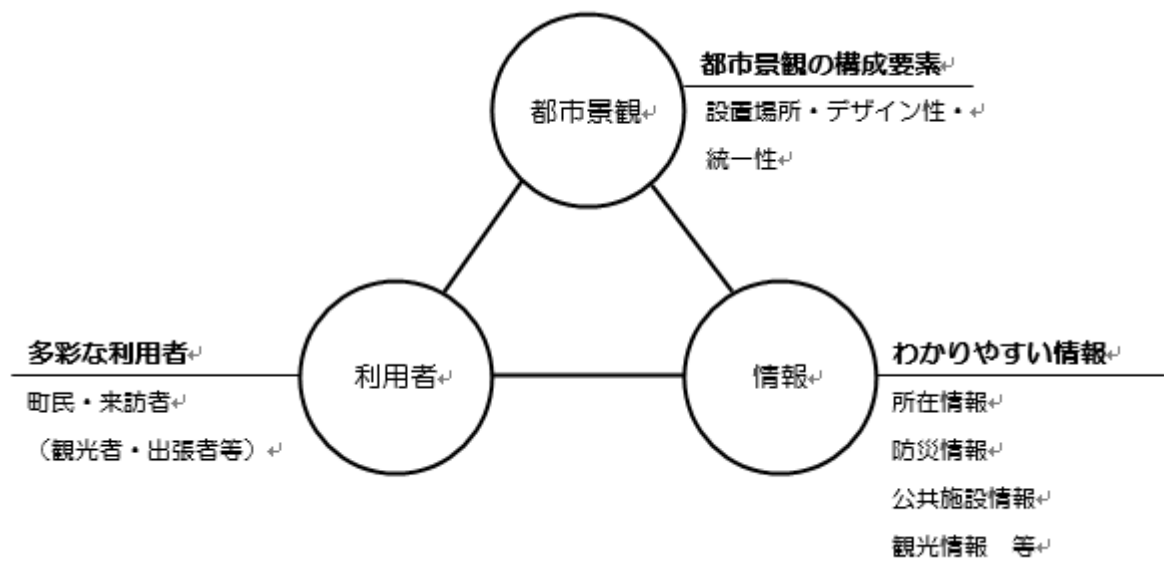 都市景観の構成要素
都市景観
設置場所・デザイン性・
統一性
多彩な利用者
利用者
町民・来訪者
（観光者・出張者等）
情報
わかりやすい情報
所在情報
防災情報
公共施設情報
観光情報　等